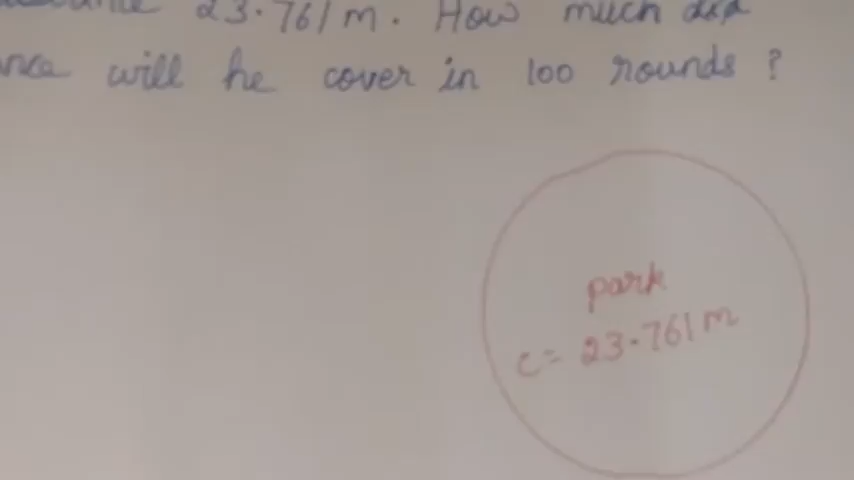 23.761 m. How much
will he cover in 100 rounds ?
park
C = 23.761 m